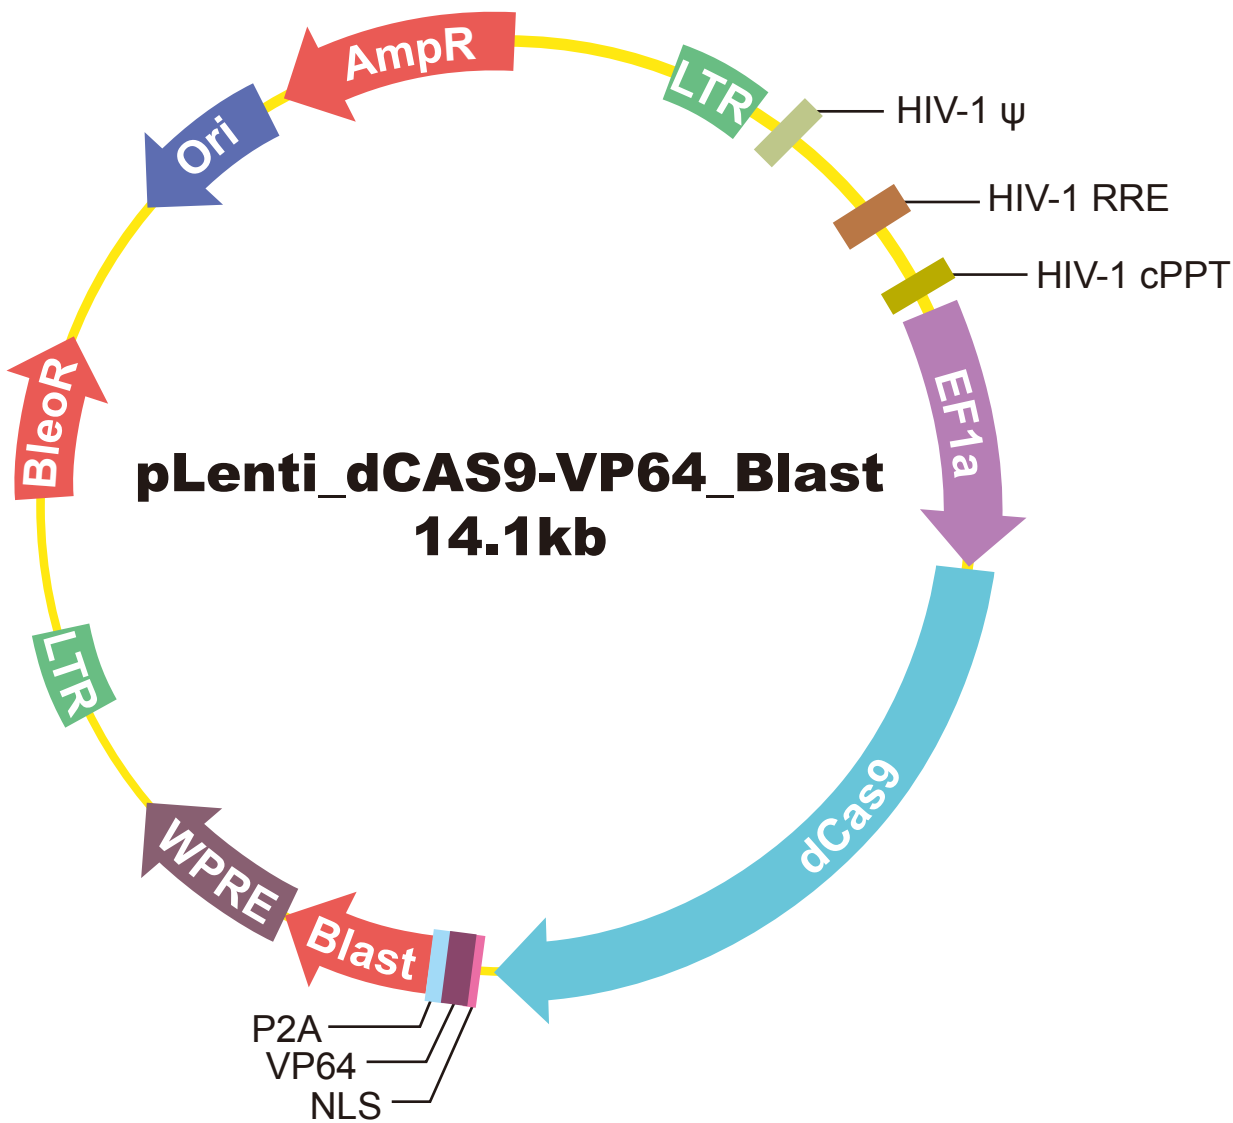 AmpR
LTR
HIV-1 ψ
Ori
HIV-1 RRE
HIV-1 cPPT
BleoR
EF1a
pLenti_dCAS9-VP64_Blast
14.1kb
LTR
dCas9
WPRE
Blast
P2A
VP64
NLS